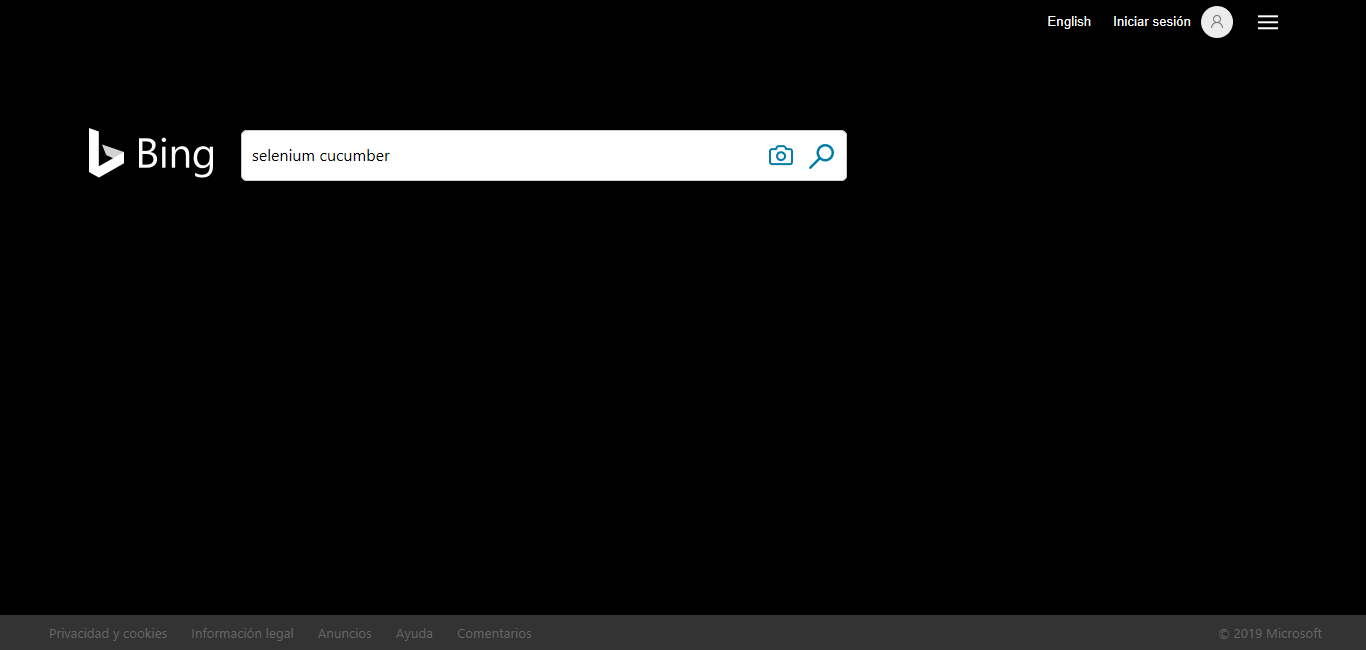 English Iniciar sesión
Bing selenium cucumber
Privacidad y cookies Información legal Anuncios Ayuda Comentarios © 2019 Microsoft